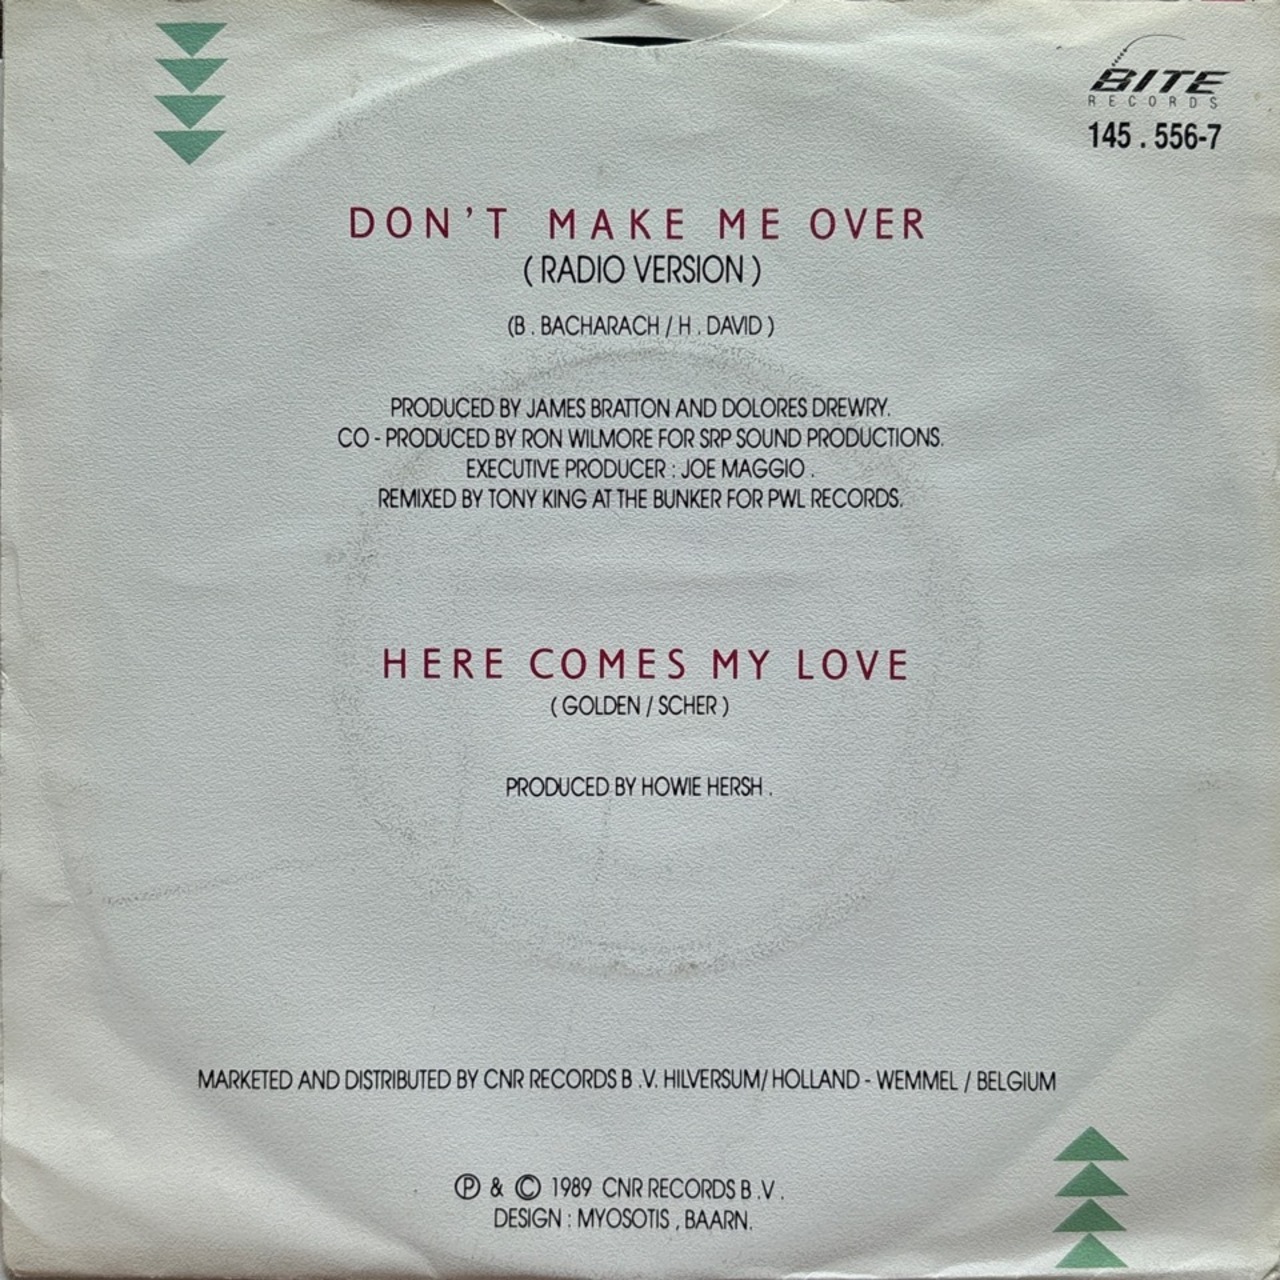 BITE
RECORDS
145 . 556-7
DON'T MAKE ME OVER
( RADIO VERSION )
(B . BACHARACH / H . DAVID )
PRODUCED BY JAMES BRATTON AND DOLORES DREWRY.
CO - PRODUCED BY RON WILMORE FOR SRP SOUND PRODUCTIONS.
EXECUTIVE PRODUCER : JOE MAGGIO .
REMIXED BY TONY KING AT THE BUNKER FOR PWL RECORDS.
HERE COMES MY LOVE
( GOLDEN / SCHER )
PRODUCED BY HOWIE HERSH .
MARKETED AND DISTRIBUTED BY CNR RECORDS B .V. HILVERSUM/ HOLLAND - WEMMEL / BELGIUM
Ⓟ & © 1989 CNR RECORDS B .V .
DESIGN : MYOSOTIS , BAARN.